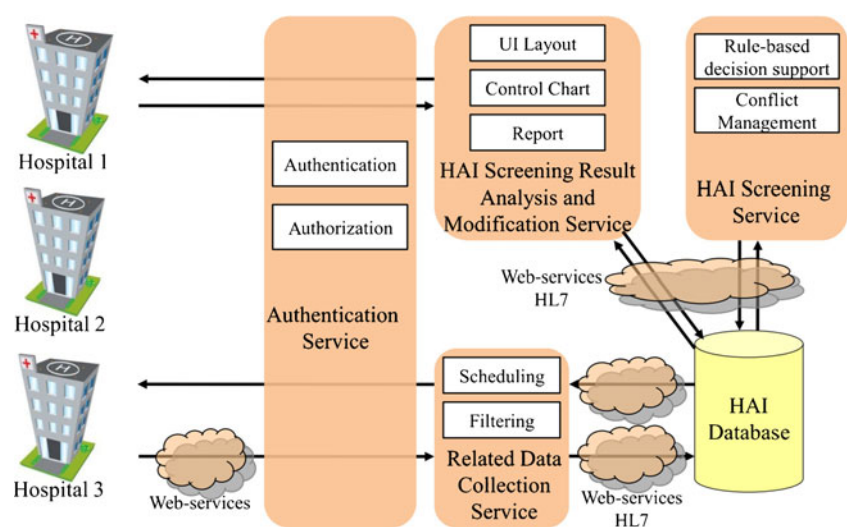 H
Hospital 1
H
Hospital 2
H
Hospital 3
Web-services
Authentication
Authorization
Authentication
Service
UI Layout
Control Chart
Report
HAI Screening Result
Analysis and
Modification Service
Rule-based
decision support
Conflict
Management
HAI Screening
Service
Web-services
HL7
Scheduling
Filtering
Related Data
Collection
Service
Web-services
HL7
HAI
Database